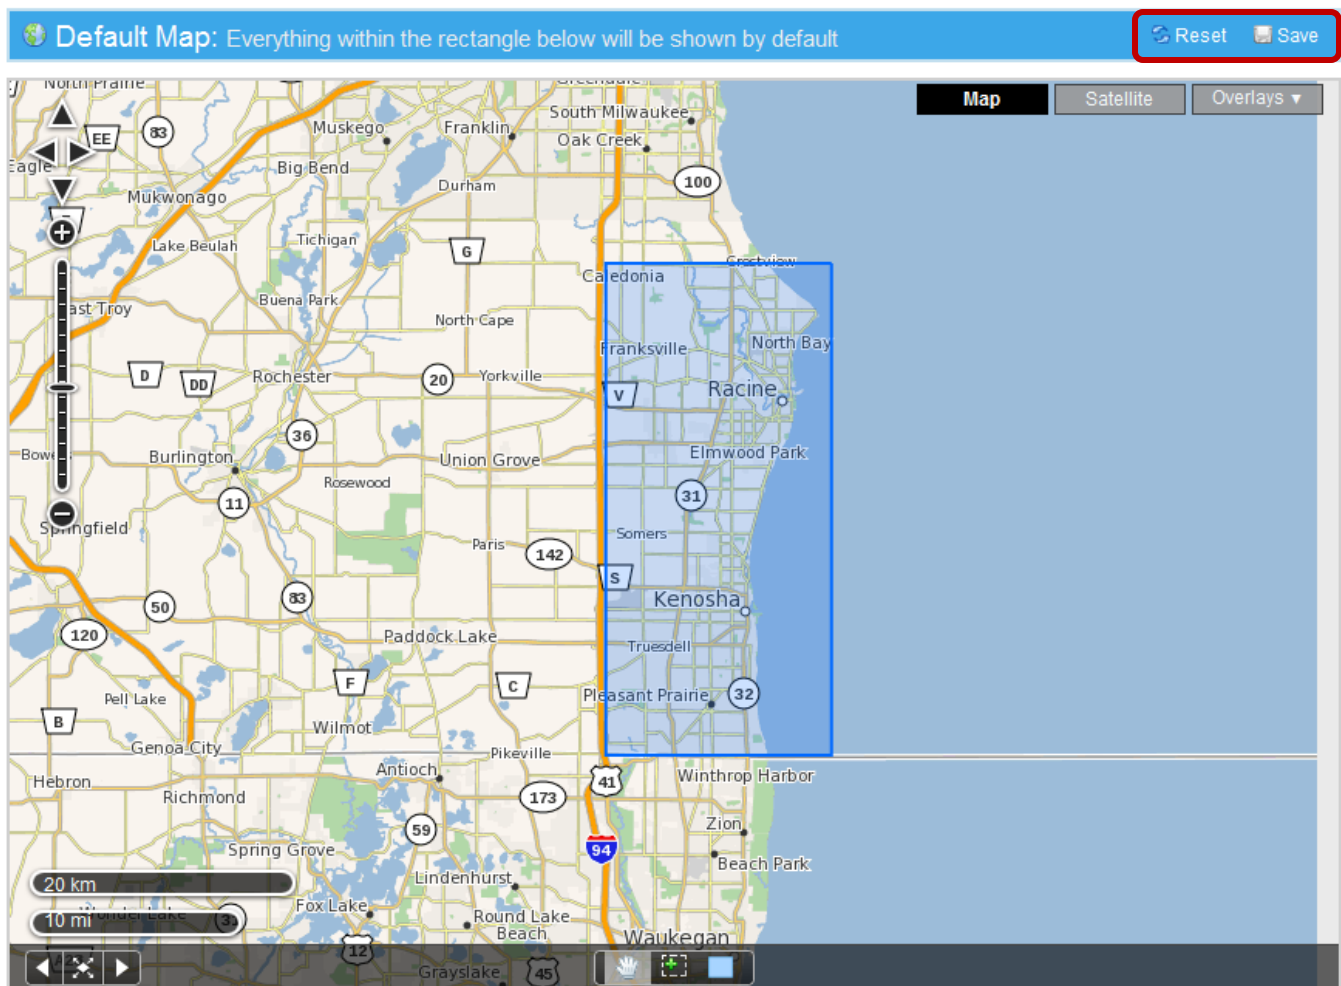 Default Map: Everything within the rectangle below will be shown by default
Reset
Save
North Prairie
Greendale
Map
Satellite
Overlays ▼
South Milwaukee
83
EE
Muskego
Franklin
Oak Creek
Eagle
Big Bend
100
Durham
Mukwonago
Lake Beulah
Tichigan
G
Crestview
Caledonia
Buena Park
East Troy
North Cape
North Bay
Franksville
D
DD
Rochester
20
Yorkville
V
Racine
36
Burlington
Union Grove
Elmwood Park
Rosewood
11
31
Springfield
Somers
Paris
142
S
50
83
Kenosha
120
Paddock Lake
Truesdell
F
C
Pell Lake
Pleasant Prairie
32
B
Wilmot
Genoa City
Pikeville
Antioch
Hebron
41
Winthrop Harbor
Richmond
173
59
Zion
94
Spring Grove
Beach Park
20 km
Lindenhurst
Fox Lake
10 mi
Wonder Lake
31
Round Lake
Beach
Waukegan
12
Grayslake
45